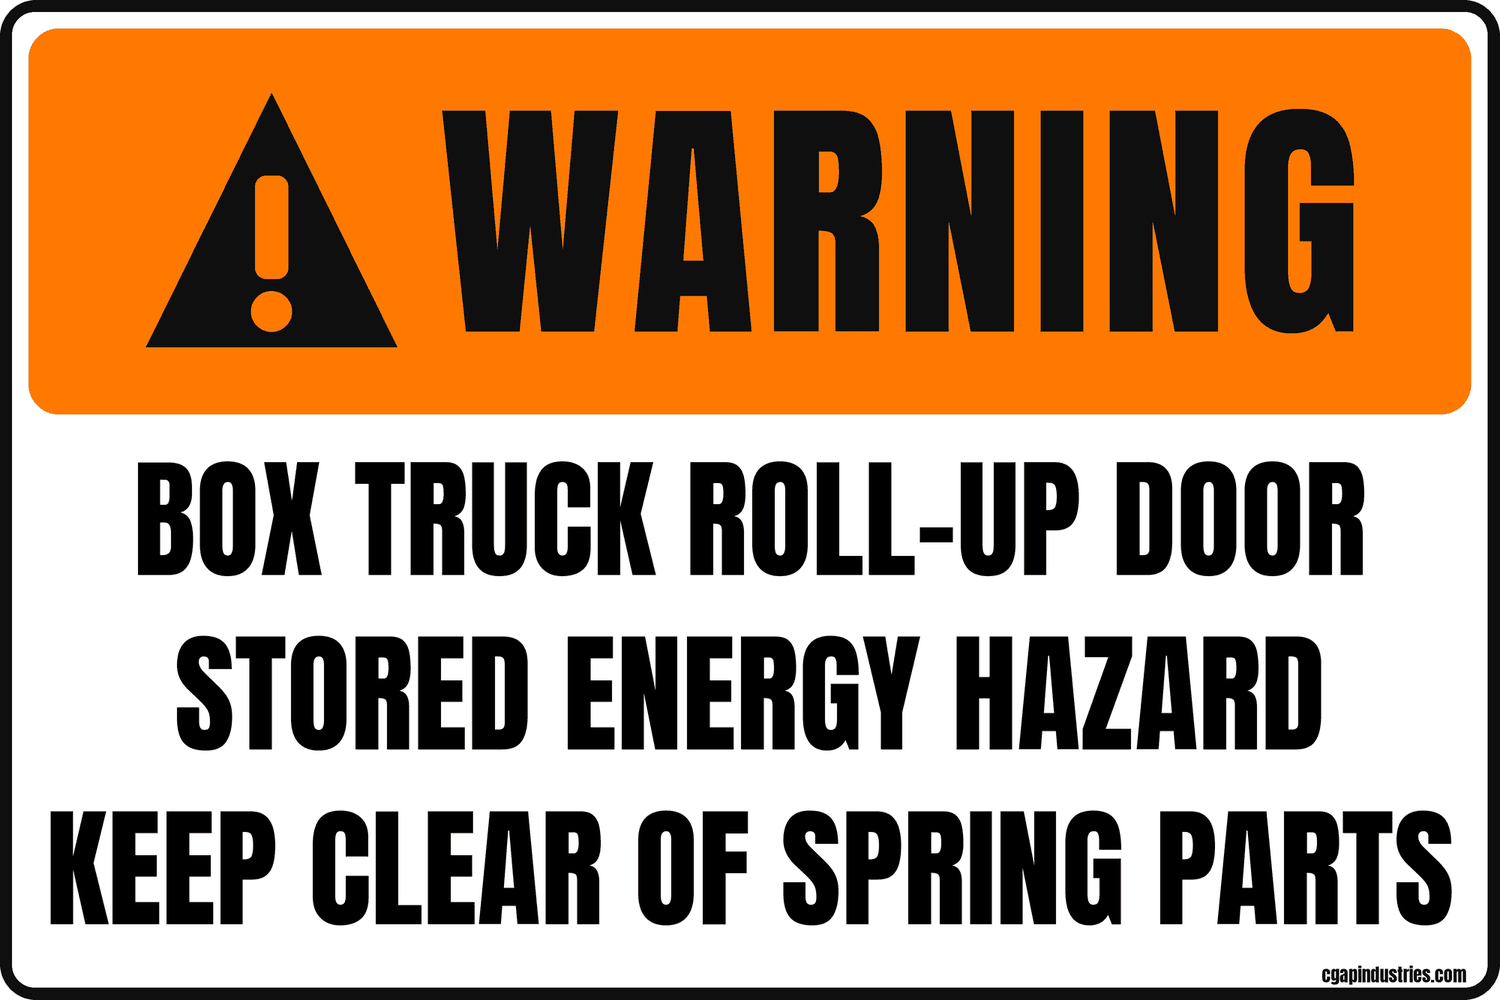 WARNING
BOX TRUCK ROLL-UP DOOR
STORED ENERGY HAZARD
KEEP CLEAR OF SPRING PARTS
cgapindustries.com